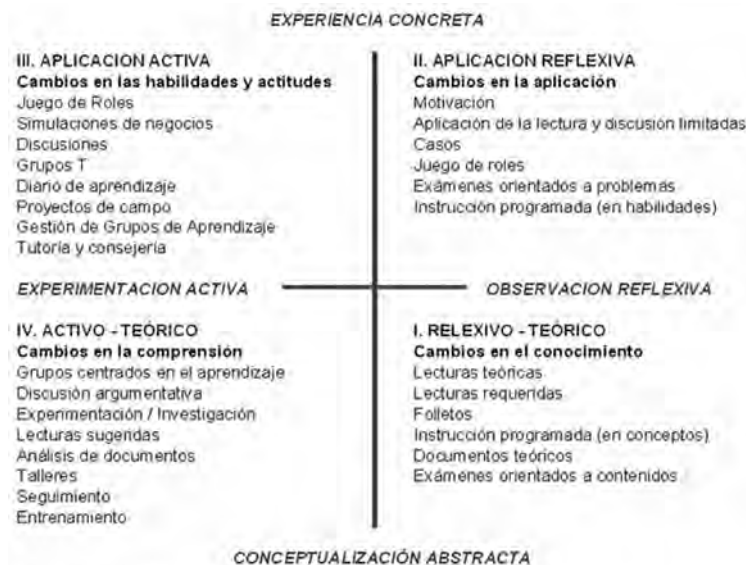 EXPERIENCIA CONCRETA
III. APLICACION ACTIVA
Cambios en las habilidades y actitudes
Juego de Roles
Simulaciones de negocios
Discusiones
Grupos T
Diario de aprendizaje
Proyectos de campo
Gestión de Grupos de Aprendizaje
Tutoría y consejería
II. APLICACION REFLEXIVA
Cambios en la aplicación
Motivación
Aplicación de la lectura y discusión limitadas
Casos
Juego de roles
Exámenes orientados a problemas
Instrucción programada (en habilidades)
EXPERIMENTACION ACTIVA
OBSERVACION REFLEXIVA
IV. ACTIVO - TEÓRICO
Cambios en la comprensión
Grupos centrados en el aprendizaje
Discusión argumentativa
Experimentación / Investigación
Lecturas sugeridas
Análisis de documentos
Talleres
Seguimiento
Entrenamiento
I. RELEXIVO - TEÓRICO
Cambios en el conocimiento
Lecturas teóricas
Lecturas requeridas
Folletos
Instrucción programada (en conceptos)
Documentos teóricos
Exámenes orientados a contenidos
CONCEPTUALIZACIÓN ABSTRACTA